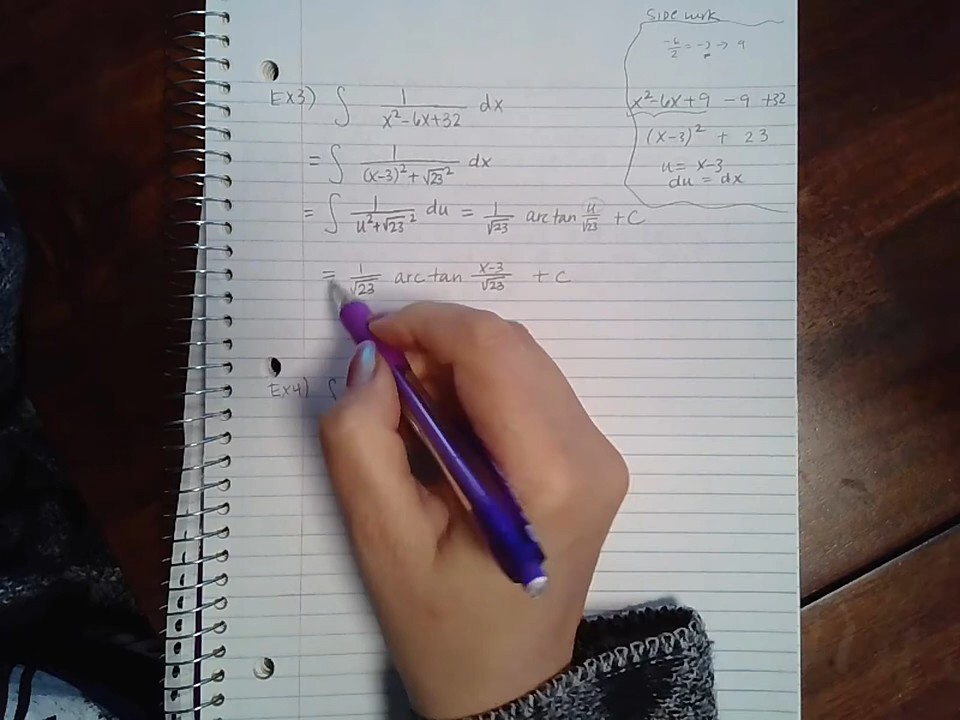 Side work
-6/2 = -3 → 9
x² - 6x + 9 - 9 + 32
(x-3)² + 23
u = x-3
du = dx
Ex3) ∫ 1/(x² - 6x + 32) dx
= ∫ 1/((x-3)² + √23²) dx
= ∫ 1/(u² + √23²) du = 1/√23 arctan u/√23 + C
= 1/√23 arctan (x-3)/√23 + C
Ex4) ∫